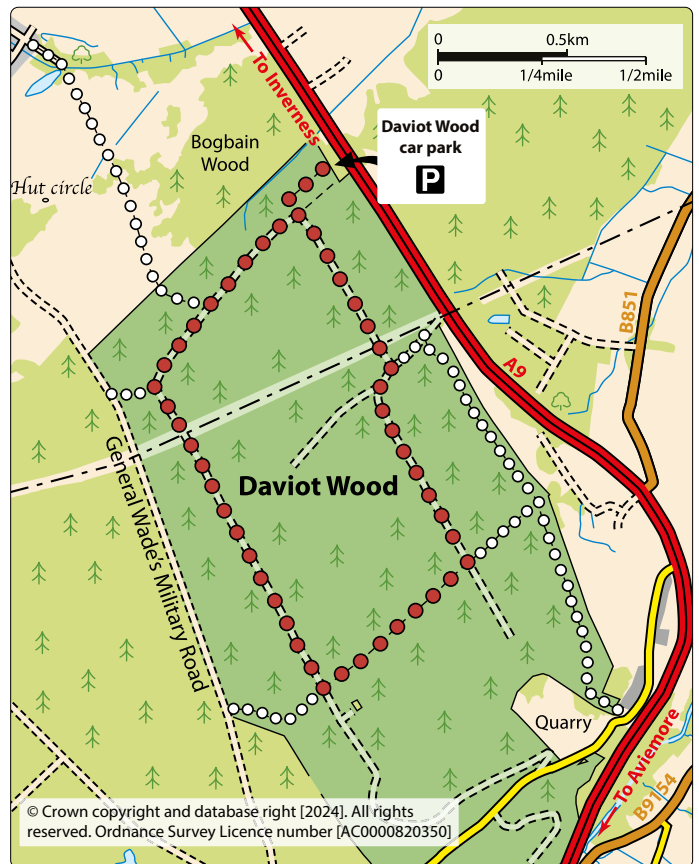 0 0.5km
0 1/4mile 1/2mile
To Inverness
Daviot Wood
car park
P
Bogbain
Wood
Hut circle
B851
A9
Daviot Wood
General Wade's Military Road
Quarry
To Aviemore
B9154
© Crown copyright and database right [2024]. All rights
reserved. Ordnance Survey Licence number [AC0000820350]